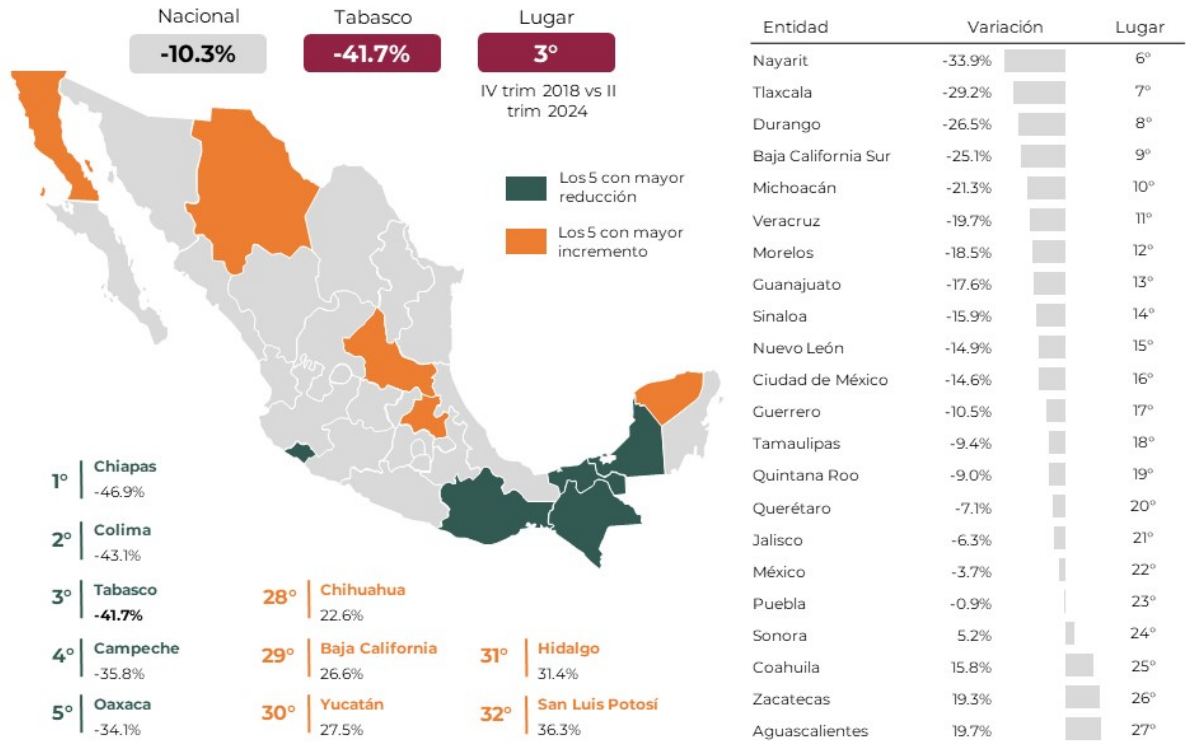 Nacional Tabasco Lugar
-10.3% -41.7% 3°
IV trim 2018 vs II
trim 2024
Los 5 con mayor
reducción
Los 5 con mayor
incremento
1° Chiapas
-46.9%
2° Colima
-43.1%
3° Tabasco
-41.7%
4° Campeche
-35.8%
5° Oaxaca
-34.1%
28° Chihuahua
22.6%
29° Baja California
26.6%
30° Yucatán
27.5%
31° Hidalgo
31.4%
32° San Luis Potosí
36.3%
Entidad Variación Lugar
Nayarit -33.9% 6°
Tlaxcala -29.2% 7°
Durango -26.5% 8°
Baja California Sur -25.1% 9°
Michoacán -21.3% 10°
Veracruz -19.7% 11°
Morelos -18.5% 12°
Guanajuato -17.6% 13°
Sinaloa -15.9% 14°
Nuevo León -14.9% 15°
Ciudad de México -14.6% 16°
Guerrero -10.5% 17°
Tamaulipas -9.4% 18°
Quintana Roo -9.0% 19°
Querétaro -7.1% 20°
Jalisco -6.3% 21°
México -3.7% 22°
Puebla -0.9% 23°
Sonora 5.2% 24°
Coahuila 15.8% 25°
Zacatecas 19.3% 26°
Aguascalientes 19.7% 27°